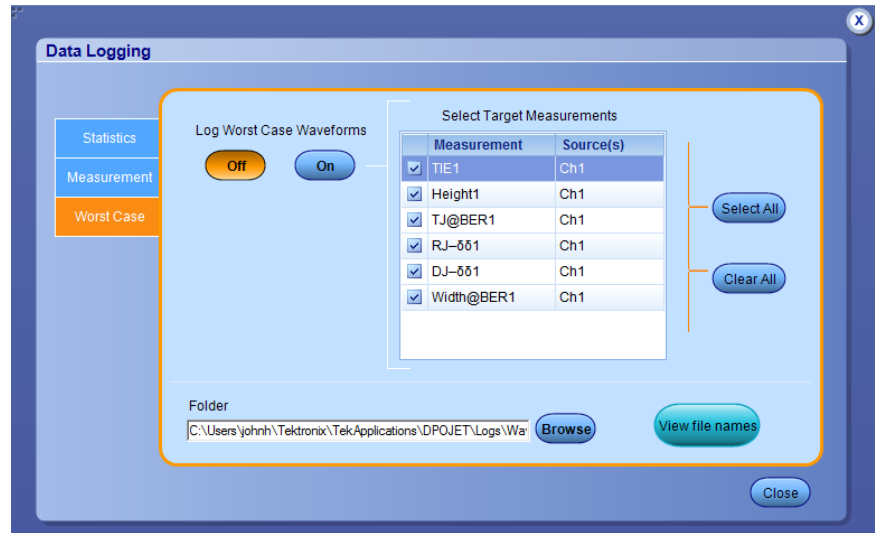 X
Data Logging
Statistics
Measurement
Worst Case
Log Worst Case Waveforms
Off On
Select Target Measurements
Measurement Source(s)
TIE1 Ch1
Height1 Ch1
TJ@BER1 Ch1
RJ–δδ1 Ch1
DJ–δδ1 Ch1
Width@BER1 Ch1
Select All
Clear All
Folder
C:\Users\johnh\Tektronix\TekApplications\DPOJET\Logs\Wa
Browse
View file names
Close